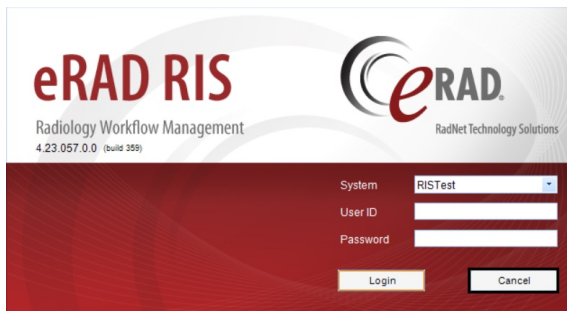 eRAD RIS
Radiology Workflow Management
4.23.057.0.0 (build 359)
eRAD®
RadNet Technology Solutions
System RISTest
User ID
Password
Login Cancel